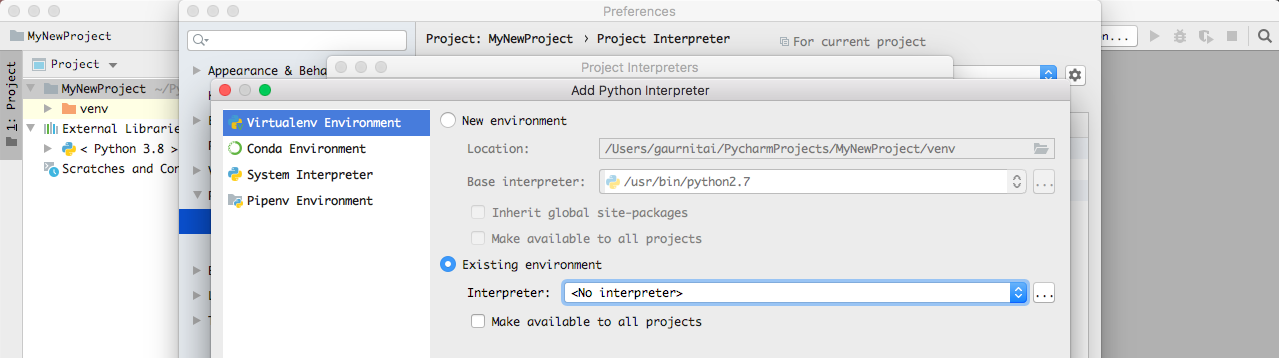 Preferences
MyNewProject
Project: MyNewProject › Project Interpreter
For current project
n...
1: Project
Project
Appearance & Beha
Project Interpreters
MyNewProject ~/Py
Add Python Interpreter
venv
External Librarie
< Python 3.8 >
Scratches and Con
Virtualenv Environment
Conda Environment
System Interpreter
Pipenv Environment
New environment
Location: /Users/gaurnitai/PycharmProjects/MyNewProject/venv
Base interpreter: /usr/bin/python2.7 ...
Inherit global site-packages
Make available to all projects
Existing environment
Interpreter: <No interpreter> ...
Make available to all projects